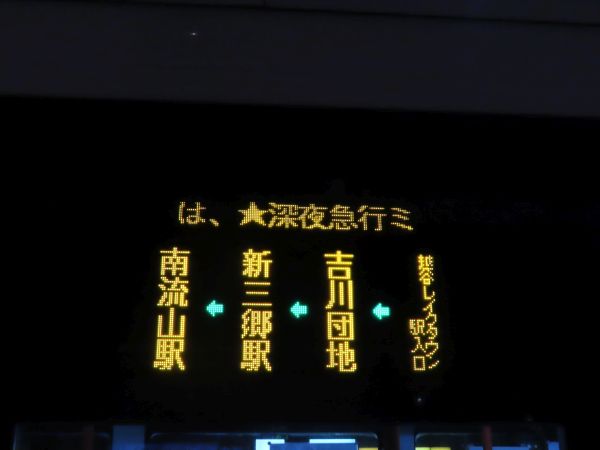 は、★深夜急行ミ
越谷レイクタウン
駅入口
←
吉川団地
←
新三郷駅
←
南流山駅